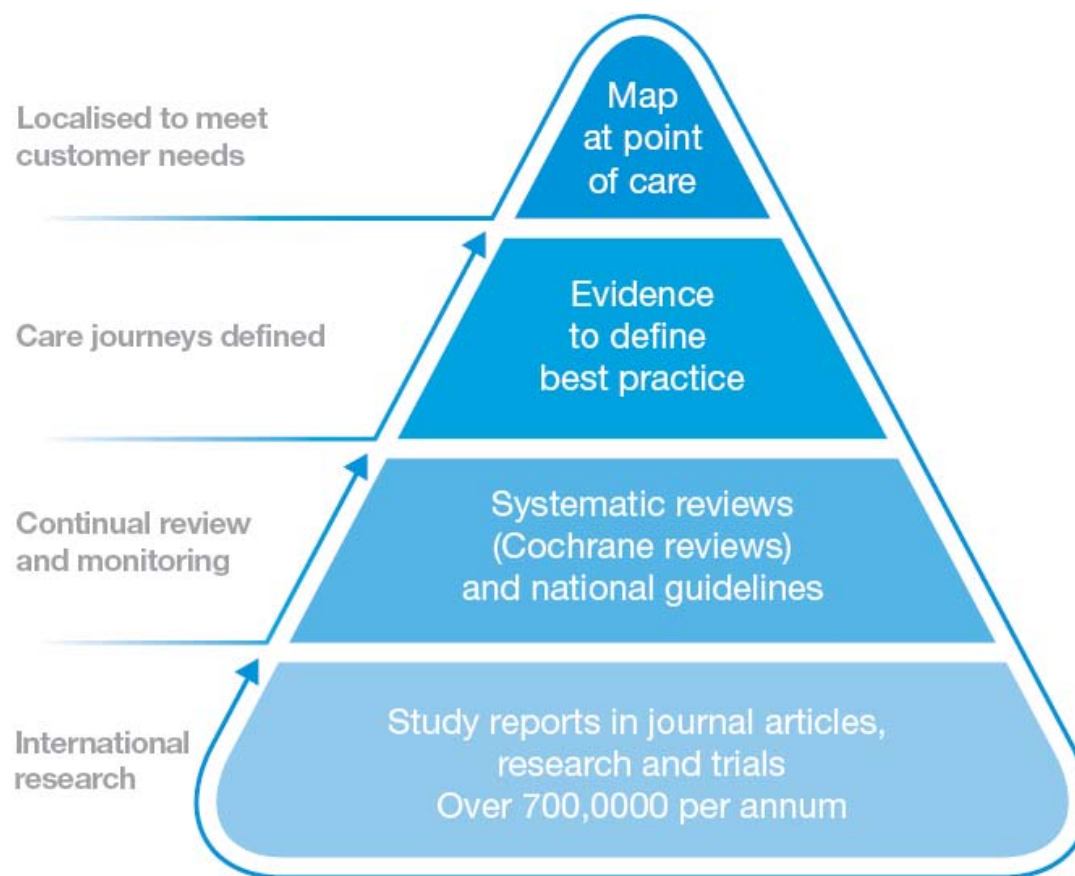 Localised to meet
customer needs
Map
at point
of care
Care journeys defined
Evidence
to define
best practice
Continual review
and monitoring
Systematic reviews
(Cochrane reviews)
and national guidelines
International
research
Study reports in journal articles,
research and trials
Over 700,0000 per annum